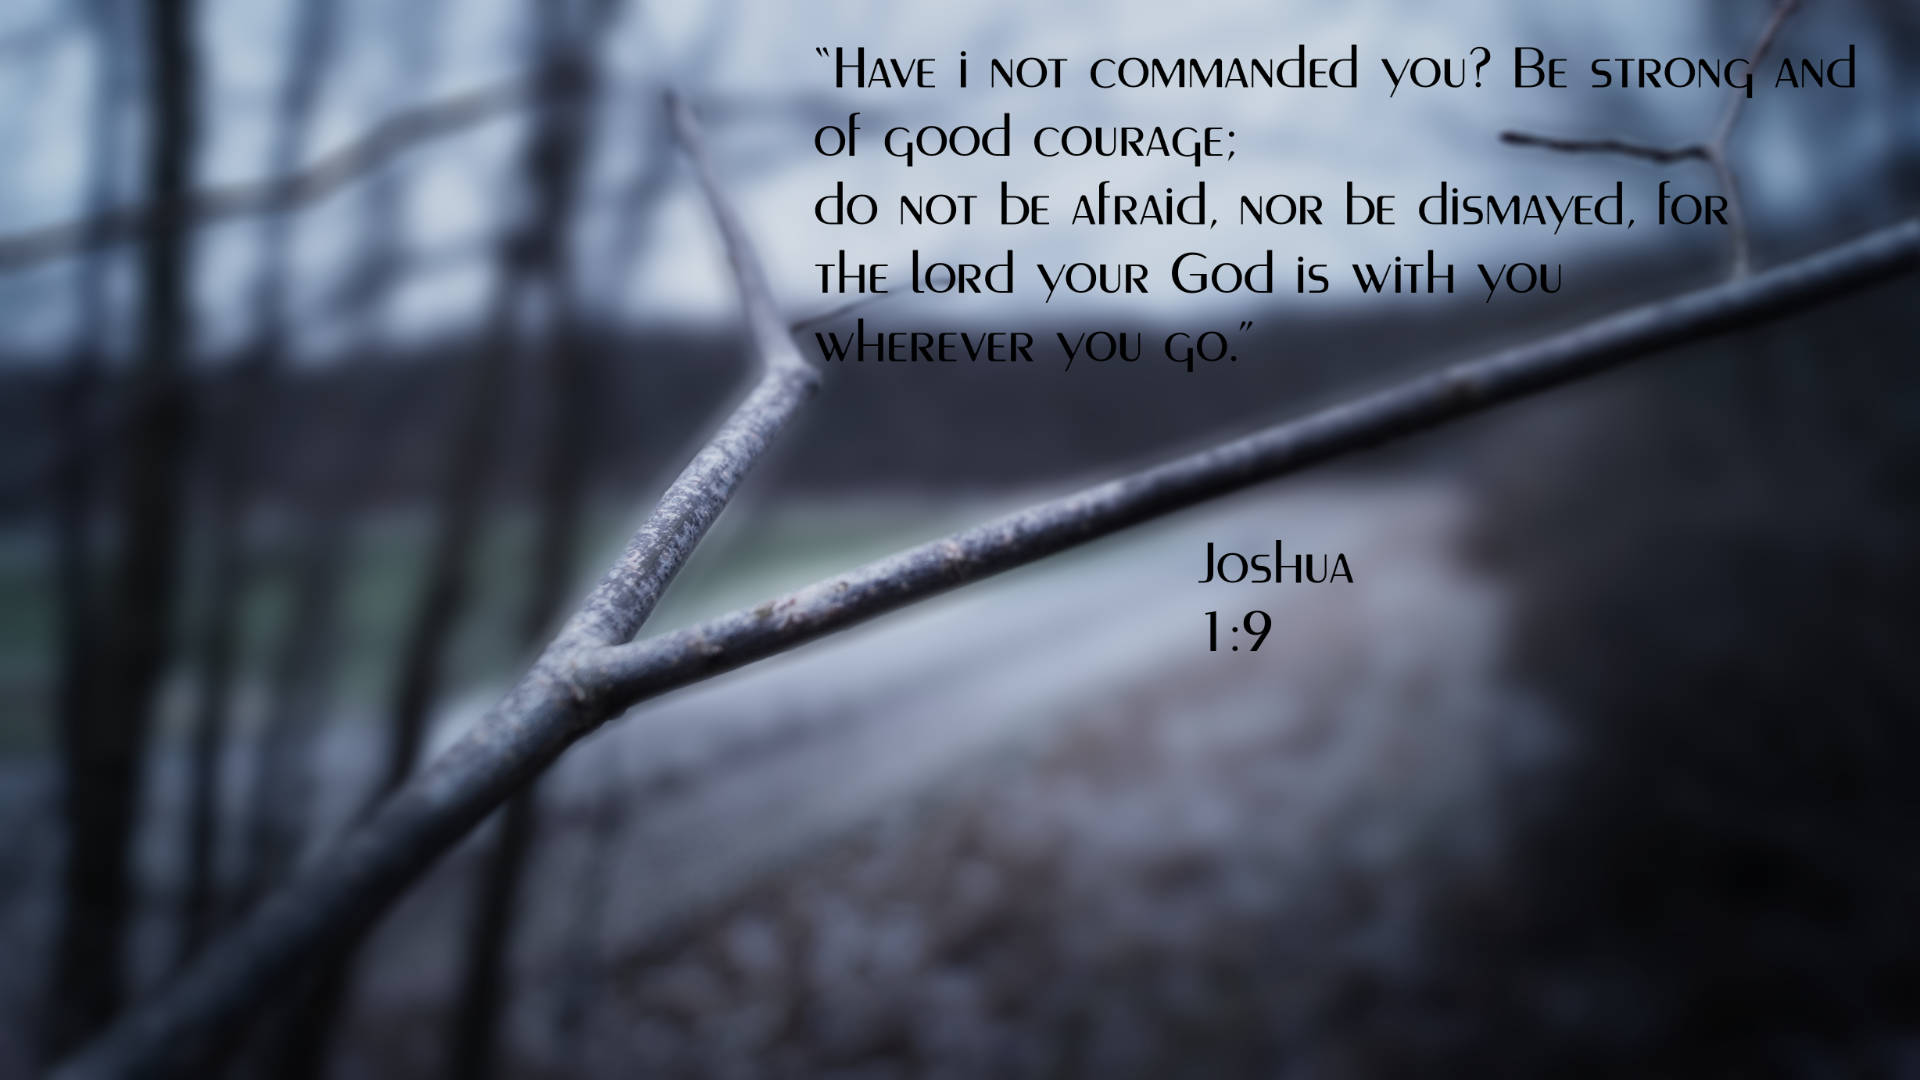 “Have i not commanded you? Be strong and
of good courage;
do not be afraid, nor be dismayed, for
the lord your God is with you
wherever you go.”
Joshua
1:9